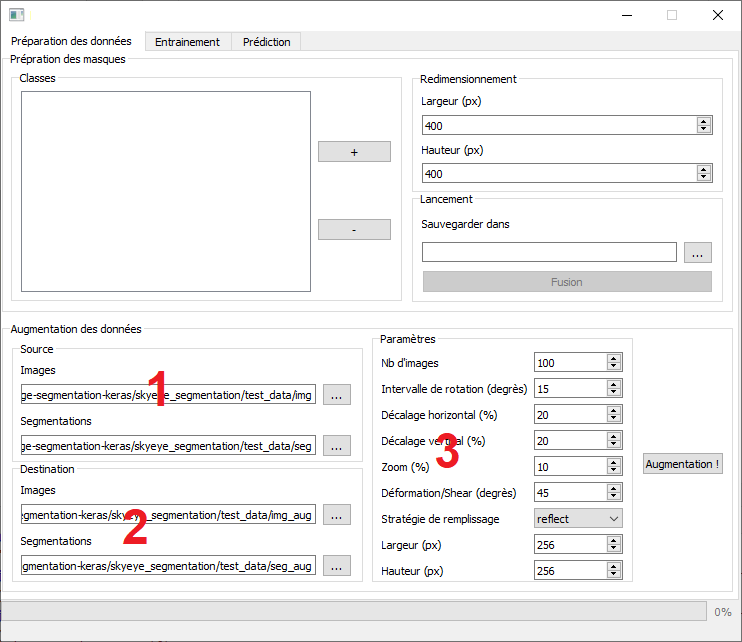 Préparation des données
Entrainement
Prédiction
Prépration des masques
Classes
+
-
Redimensionnement
Largeur (px)
400
Hauteur (px)
400
Lancement
Sauvegarder dans
...
Fusion
Augmentation des données
Source
Images
ge-segmentation-keras/skyeye_segmentation/test_data/img
...
1
Segmentations
ge-segmentation-keras/skyeye_segmentation/test_data/seg
...
Destination
Images
egmentation-keras/skyeye_segmentation/test_data/img_aug
...
2
Segmentations
gmentation-keras/skyeye_segmentation/test_data/seg_aug
...
Paramètres
Nb d'images
100
Intervalle de rotation (degrès)
15
Décalage horizontal (%)
20
Décalage vertical (%)
20
3
Zoom (%)
10
Déformation/Shear (degrès)
45
Stratégie de remplissage
reflect
Largeur (px)
256
Hauteur (px)
256
Augmentation !
0%